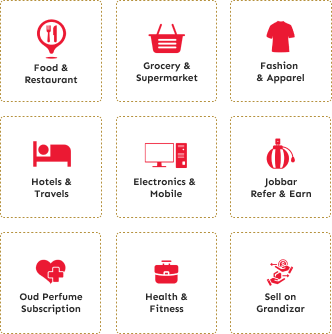 Food &
Restaurant
Grocery &
Supermarket
Fashion
& Apparel
Hotels &
Travels
Electronics &
Mobile
Jobbar
Refer & Earn
Oud Perfume
Subscription
Health &
Fitness
Sell on
Grandizar